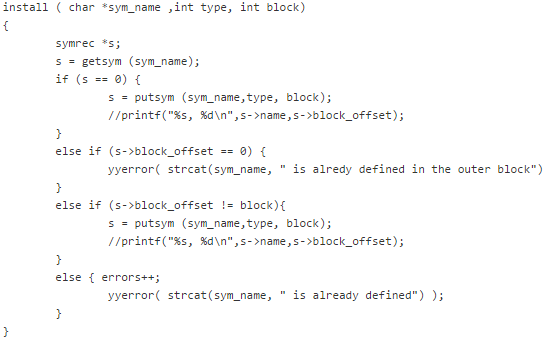 install ( char *sym_name ,int type, int block)
{
        symrec *s;
        s = getsym (sym_name);
        if (s == 0) {
                s = putsym (sym_name,type, block);
                //printf("%s, %d\n",s->name,s->block_offset);
        }
        else if (s->block_offset == 0) {
                yyerror( strcat(sym_name, " is alredy defined in the outer block")
        }
        else if (s->block_offset != block){
                s = putsym (sym_name,type, block);
                //printf("%s, %d\n",s->name,s->block_offset);
        }
        else { errors++;
                yyerror( strcat(sym_name, " is already defined") );
        }
}